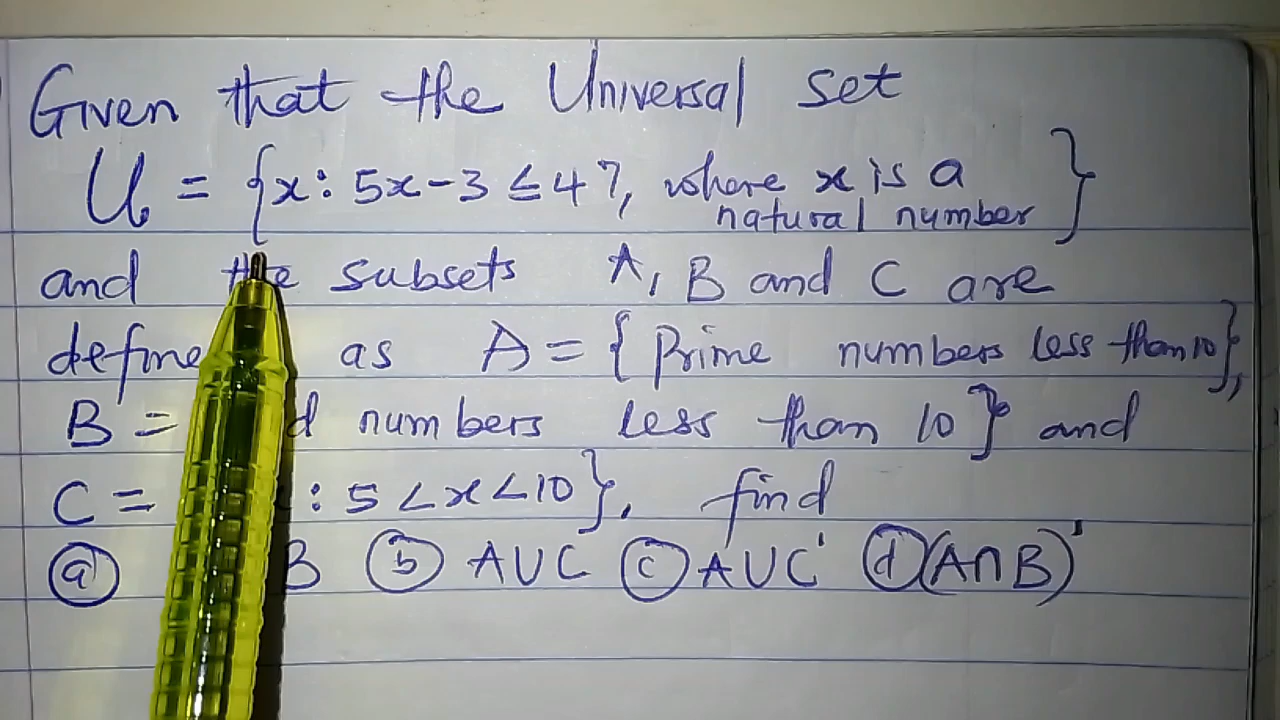 Given that the Universal set
U = {x : 5x - 3 ≤ 47, where x is a natural number}
and the subsets A, B and C are
define as A = { Prime numbers less than 10 },
B = numbers less than 10 } and
C = : 5 < x < 10 }, find
(a) B (b) A U C (c) A U C' (d) (A ∩ B)'